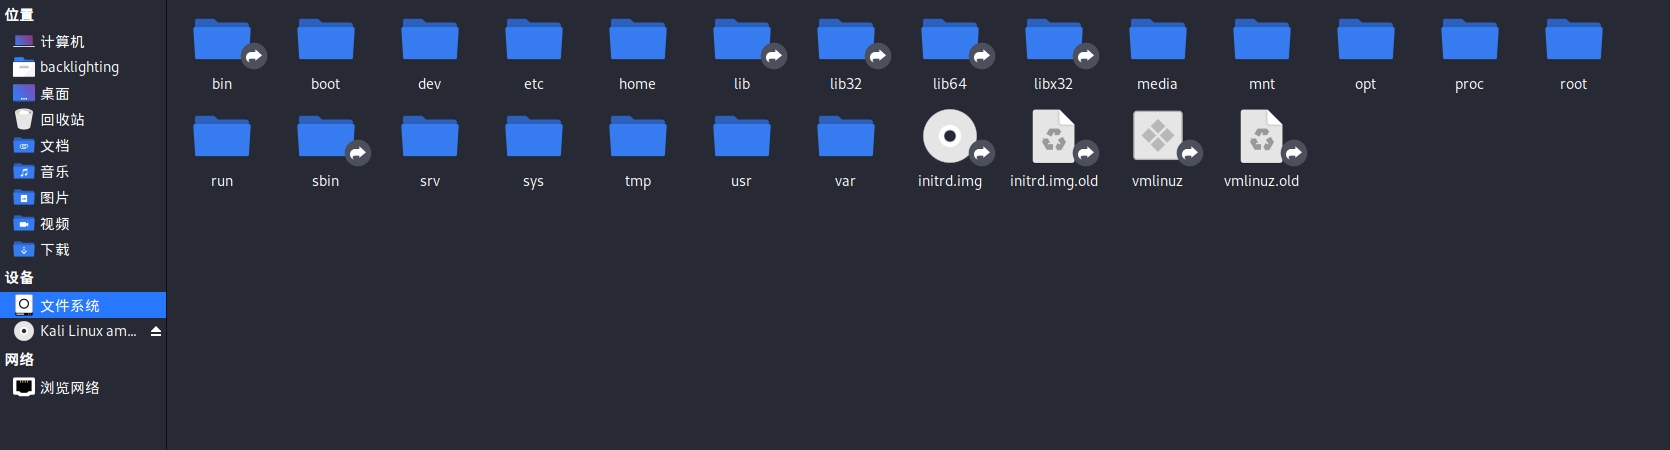 位置
计算机
backlighting
桌面
回收站
文档
音乐
图片
视频
下载
设备
文件系统
Kali Linux am...
网络
浏览网络
bin boot dev etc home lib lib32 lib64 libx32 media mnt opt proc root
run sbin srv sys tmp usr var initrd.img initrd.img.old vmlinuz vmlinuz.old